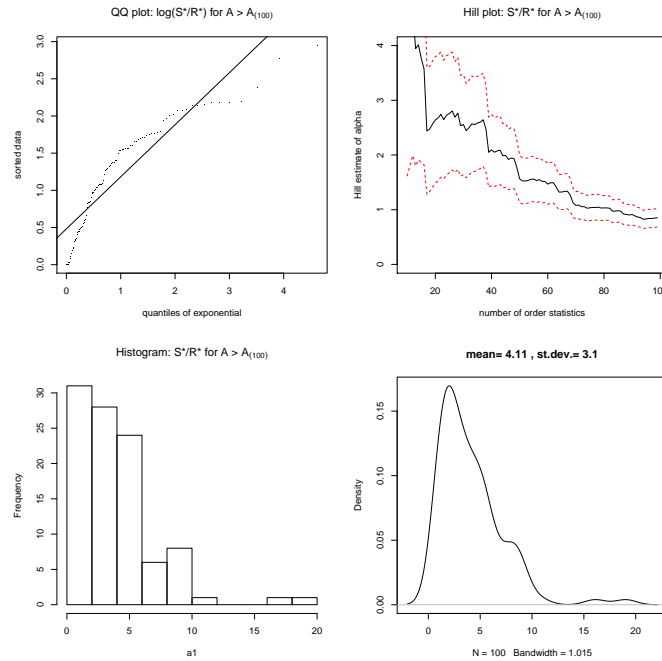 QQ plot: log(S*/R*) for A > A(100)
sorted data
3.0
2.5
2.0
1.5
1.0
0.5
0.0
0 1 2 3 4
quantiles of exponential
Hill plot: S*/R* for A > A(100)
Hill estimate of alpha
4
3
2
1
0
20 40 60 80 100
number of order statistics
Histogram: S*/R* for A > A(100)
Frequency
30
20
10
5
0
0 5 10 15 20
a1
mean= 4.11 , st.dev.= 3.1
Density
0.15
0.10
0.05
0.00
0 5 10 15 20
N = 100 Bandwidth = 1.015